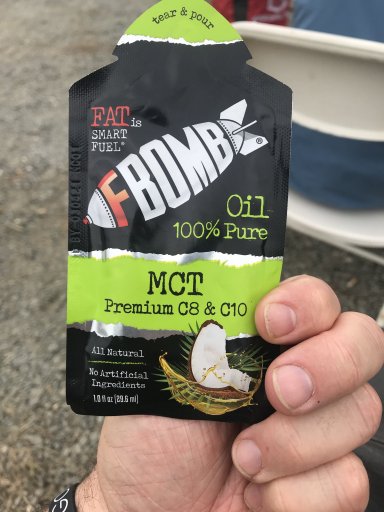 tear & pour
FAT is
SMART
FUEL®
FBOMB®
Oil
100% Pure
MCT
Premium C8 & C10
All Natural
No Artificial
Ingredients
1.0 fl oz (29.6 ml)